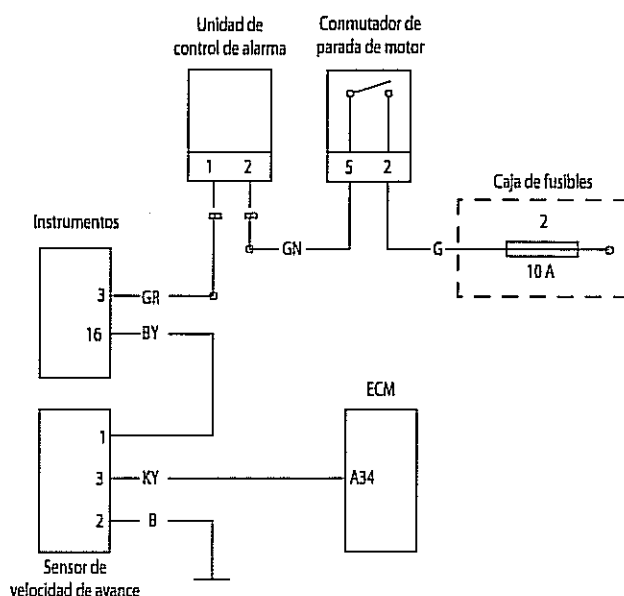 Unidad de
control de alarma
Conmutador de
parada de motor
1 2
5 2
Caja de fusibles
2
10 A
Instrumentos
GN
G
3
GR
16
BY
ECM
1
3
KY
A34
2
B
Sensor de
velocidad de avance